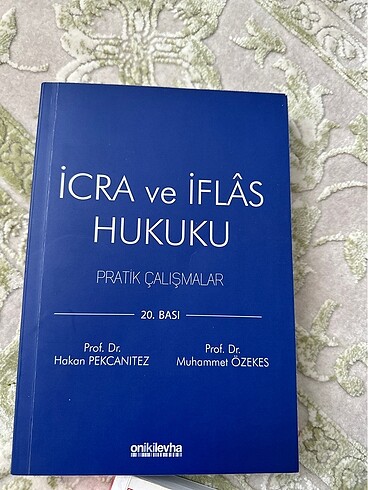 İCRA ve İFLÂS
HUKUKU
PRATİK ÇALIŞMALAR
20. BASI
Prof. Dr.
Hakan PEKCANITEZ
Prof. Dr.
Muhammet ÖZEKES
onikilevha